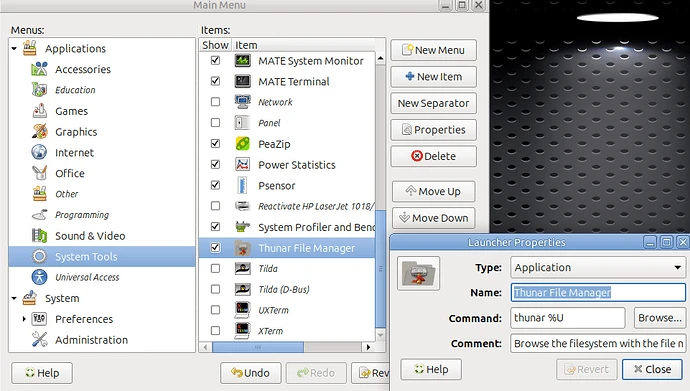 Main Menu
Menus:
Applications
Accessories
Education
Games
Graphics
Internet
Office
Other
Programming
Sound & Video
System Tools
Universal Access
System
Preferences
Administration
Items:
Show Item
MATE System Monitor
MATE Terminal
Network
Panel
PeaZip
Power Statistics
Psensor
Reactivate HP LaserJet 1018/
System Profiler and Benc
Thunar File Manager
Tilda
Tilda (D-Bus)
UXTerm
XTerm
New Menu
New Item
New Separator
Properties
Delete
Move Up
Move Down
Help
Undo
Redo
Rev
Launcher Properties
Type: Application
Name: Thunar File Manager
Command: thunar %U Browse...
Comment: Browse the filesystem with the file n
Help
Revert
Close